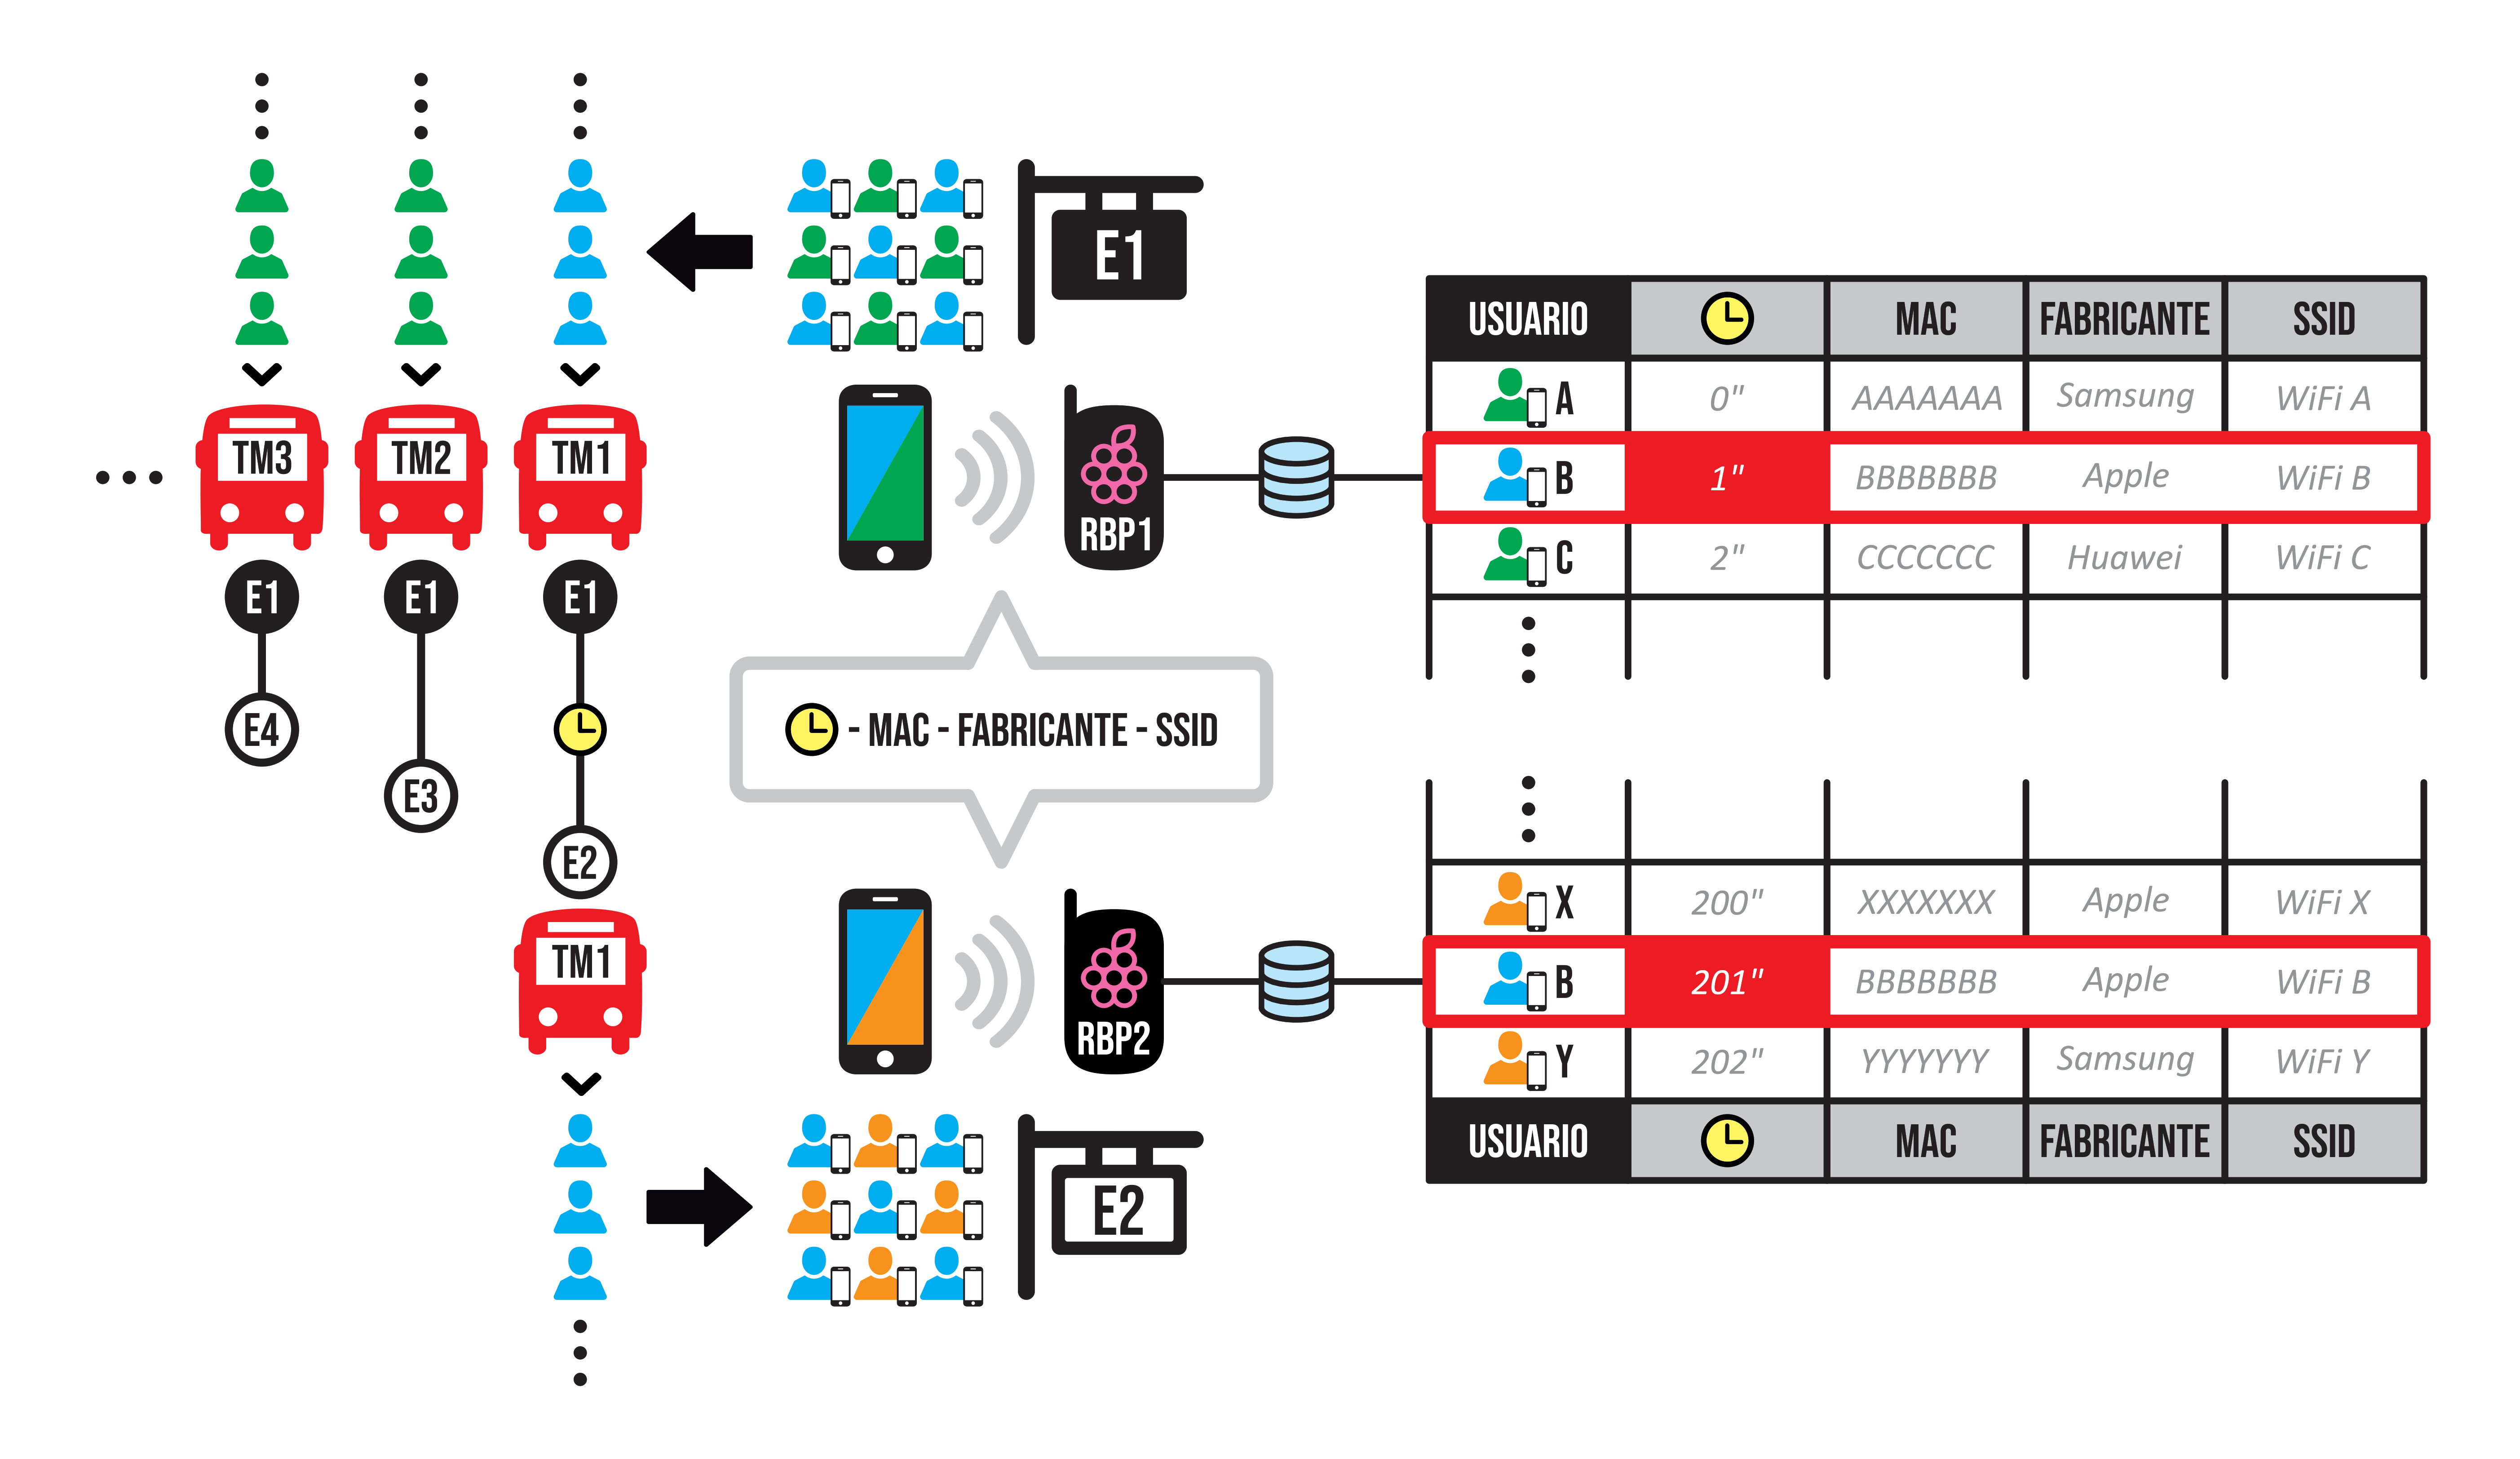 E1
TM3 TM2 TM1
RBP1
E1 E1 E1
E4
E3
E2
- MAC - FABRICANTE - SSID
TM1
RBP2
E2
USUARIO MAC FABRICANTE SSID
A 0" AAAAAAA Samsung WiFi A
B 1" BBBBBBB Apple WiFi B
C 2" CCCCCCC Huawei WiFi C
X 200" XXXXXXX Apple WiFi X
B 201" BBBBBBB Apple WiFi B
Y 202" YYYYYYY Samsung WiFi Y
USUARIO MAC FABRICANTE SSID